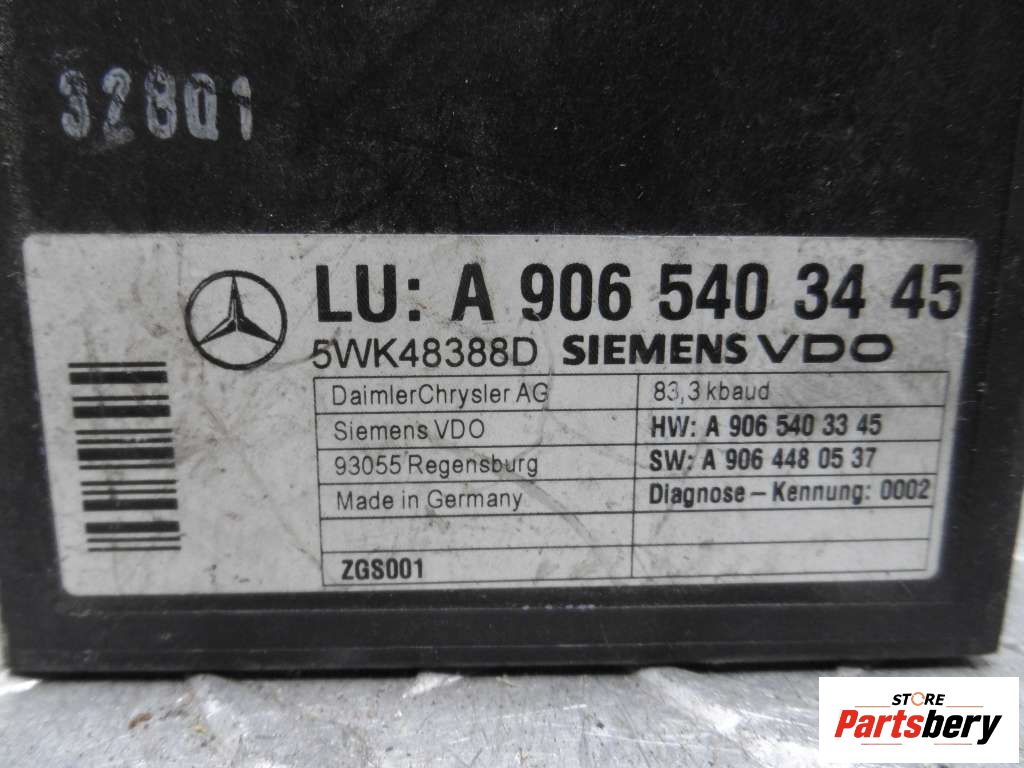 32801
LU: A 906 540 34 45
5WK48388D SIEMENS VDO
DaimlerChrysler AG 83,3 kbaud
Siemens VDO HW: A 906 540 33 45
93055 Regensburg SW: A 906 448 05 37
Made in Germany Diagnose – Kennung: 0002
ZGS001
STORE
Partsbery